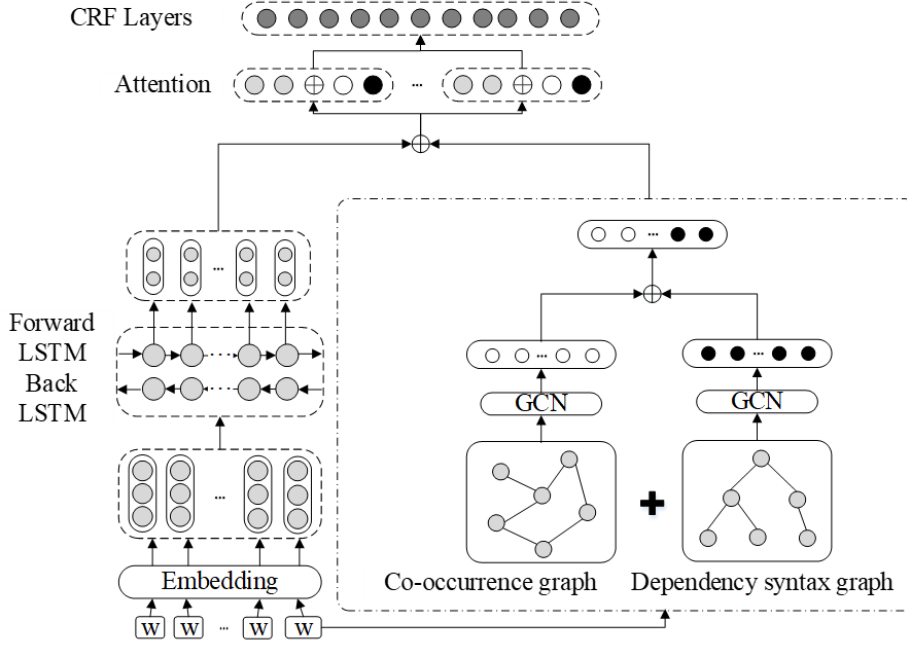 CRF Layers
Attention
...
...
...
Forward
LSTM
Back
LSTM
...
...
GCN
GCN
...
Embedding
Co-occurrence graph
Dependency syntax graph
w w ... w w